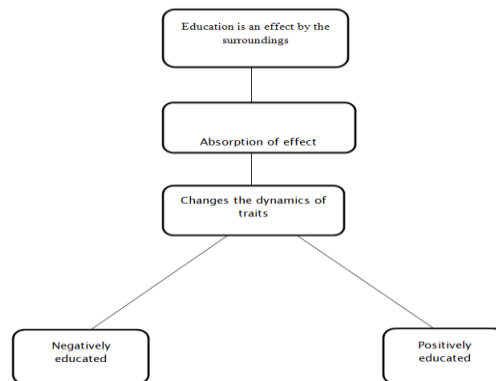 Education is an effect by the
surroundings
Absorption of effect
Changes the dynamics of
traits
Negatively
educated
Positively
educated